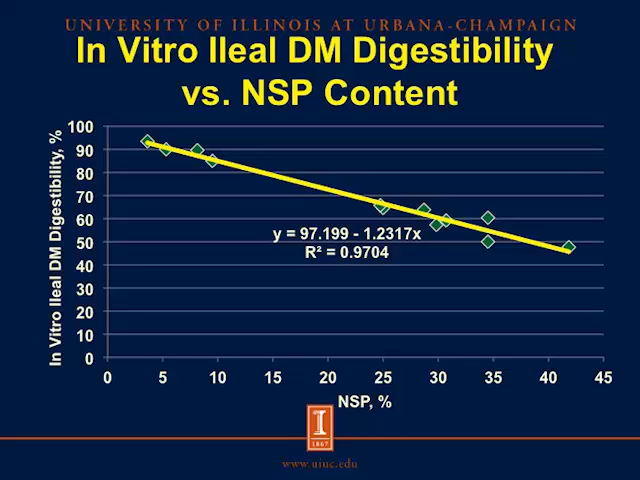 UNIVERSITY OF ILLINOIS AT URBANA-CHAMPAIGN
In Vitro Ileal DM Digestibility
vs. NSP Content
In Vitro Ileal DM Digestibility, %
100
90
80
70
60
50
40
30
20
10
0
y = 97.199 - 1.2317x
R² = 0.9704
0 5 10 15 20 25 30 35 40 45
NSP, %
I
1867
www.uiuc.edu